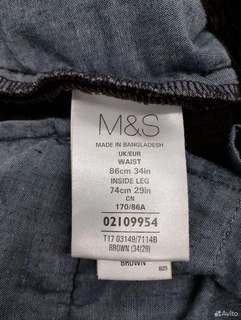 M&S
MADE IN BANGLADESH
UK/EUR
WAIST
86cm 34in
INSIDE LEG
74cm 29in
CN
170/86A
02109954
T17 03149/7114B
BROWN (34/29)
BROWN
825
Avito